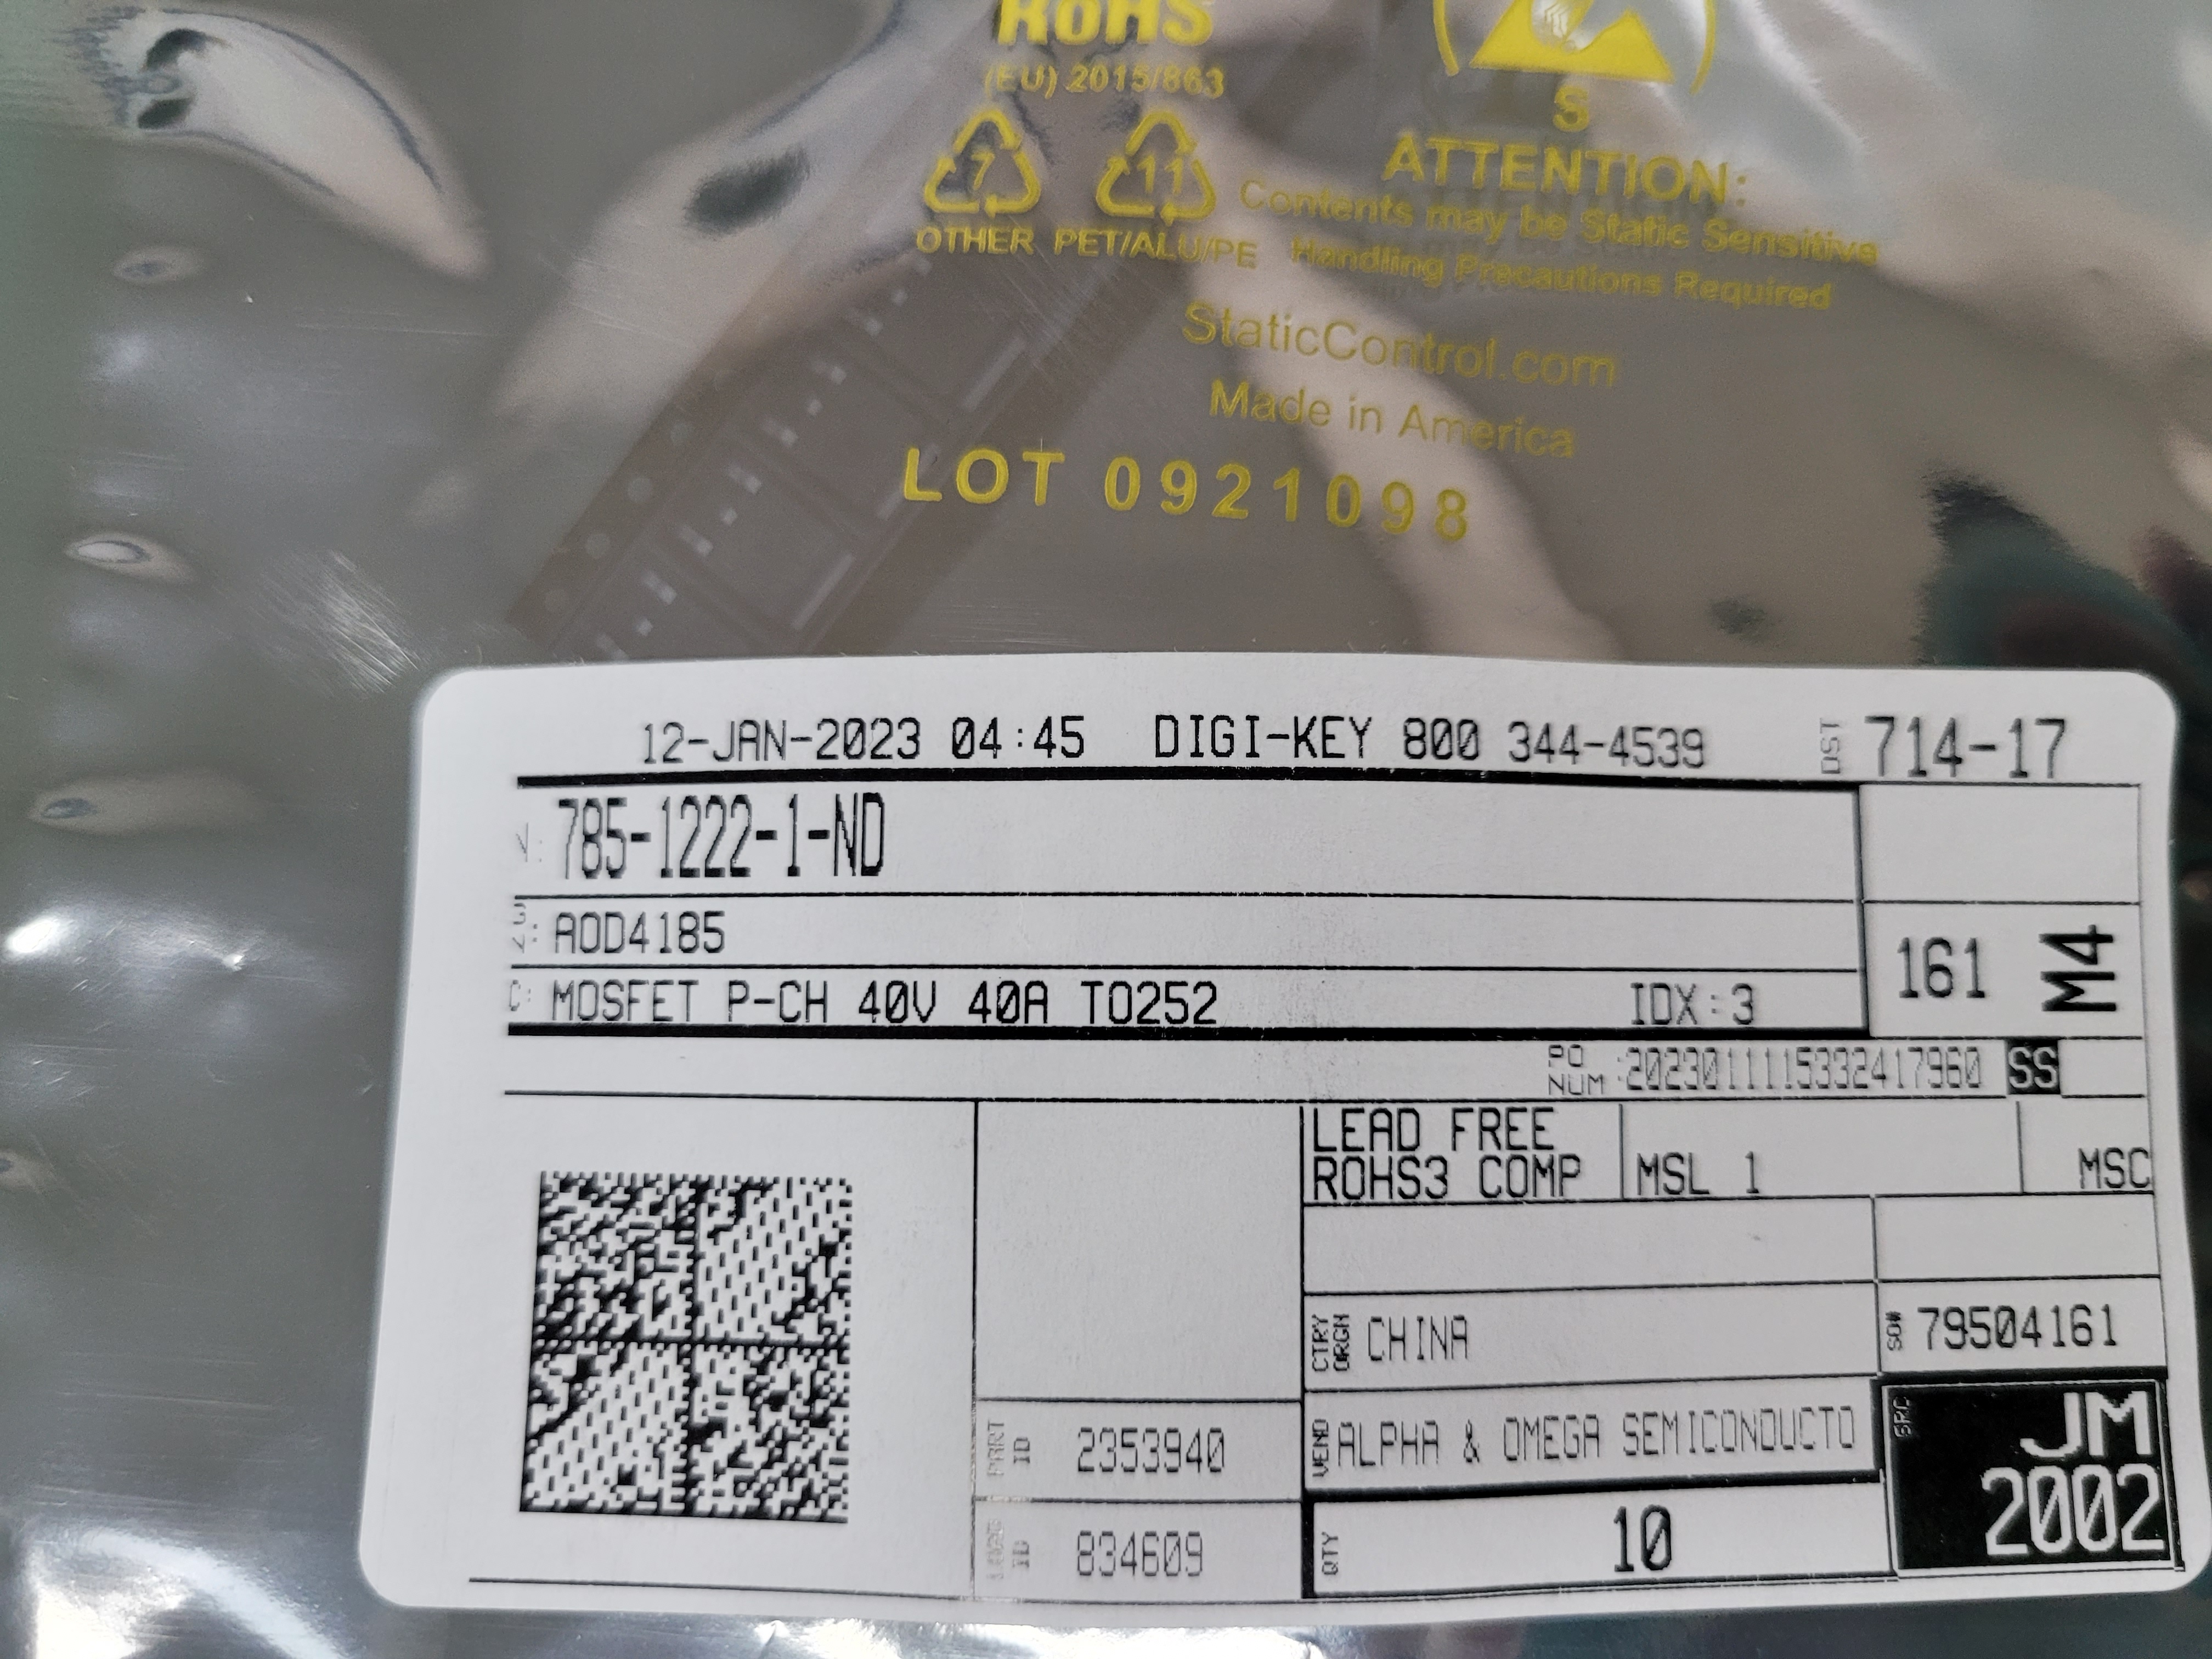 RoHS
(EU) 2015/863
7 11
OTHER PET/ALU/PE
S
ATTENTION:
Contents may be Static Sensitive
Handling Precautions Required
StaticControl.com
Made in America
LOT 0921098
12-JAN-2023 04:45 DIGI-KEY 800 344-4539 DST 714-17
785-1222-1-ND
AOD4185
161 M4
C: MOSFET P-CH 40V 40A TO252 IDX:3
PO NUM :2023011115332417960 SS
LEAD FREE
ROHS3 COMP MSL 1 MSC
CTRY ORGN CHINA SO# 79504161
PART ID 2353940 VEND ALPHA & OMEGA SEMICONDUCTO
JM
2002
ID 834609 QTY 10